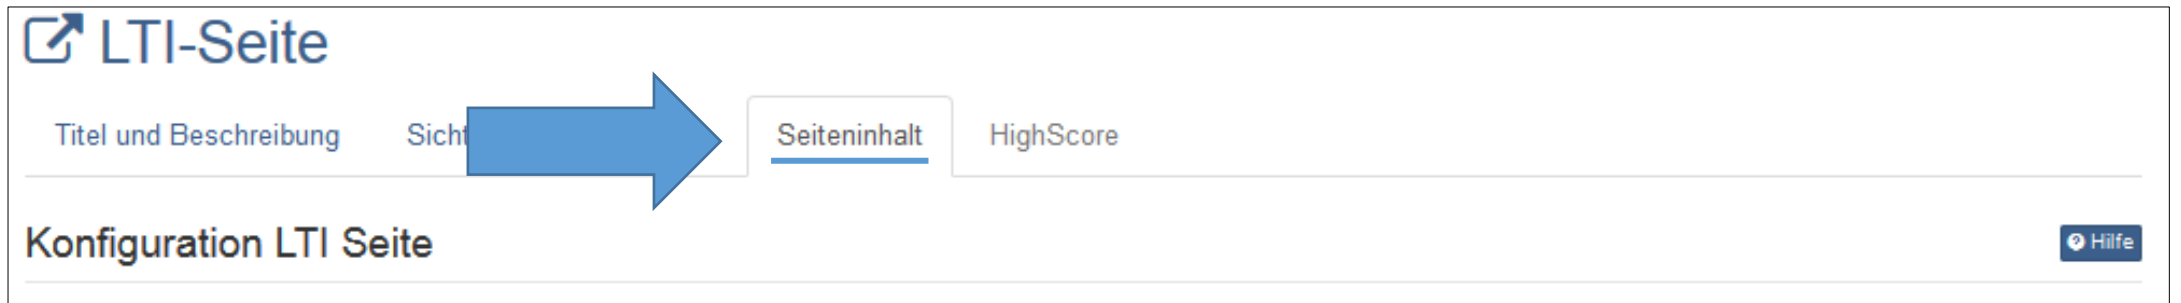 LTI-Seite
Titel und Beschreibung Seiteninhalt HighScore
Konfiguration LTI Seite
Hilfe